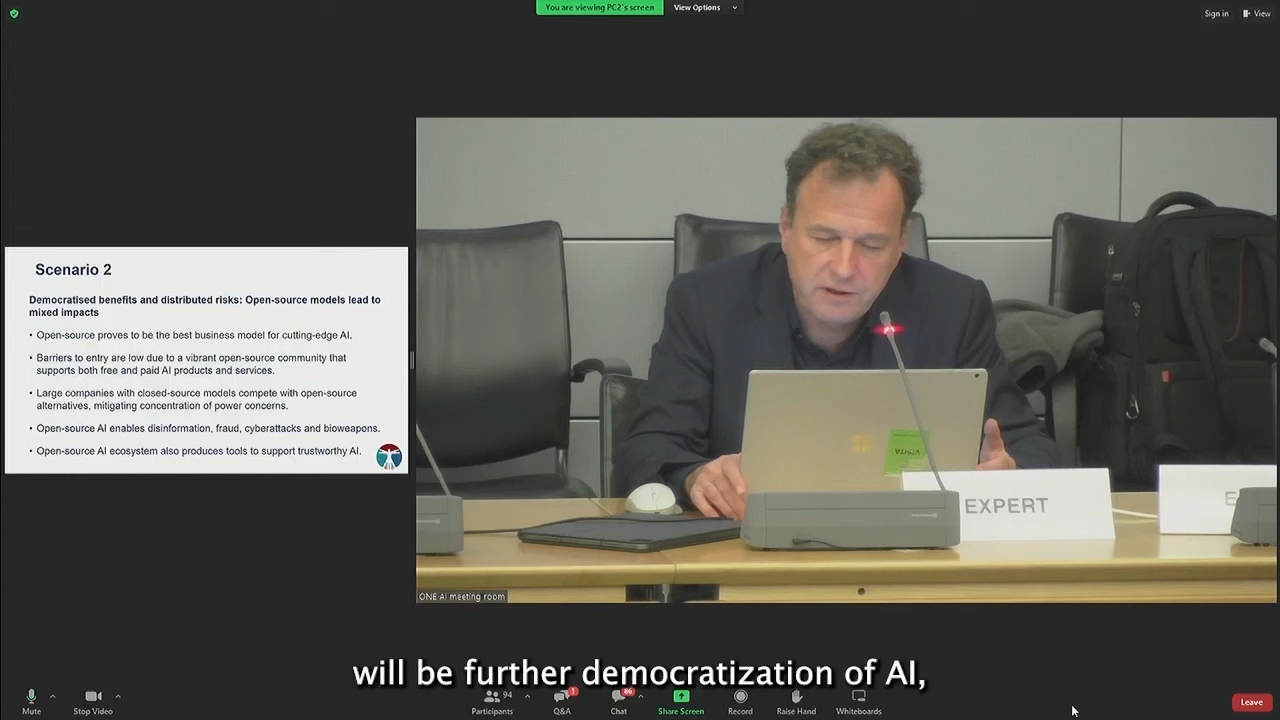 You are viewing PC2's screen
View Options
Sign in
View
Scenario 2
Democratised benefits and distributed risks: Open-source models lead to
mixed impacts
• Open-source proves to be the best business model for cutting-edge AI.
• Barriers to entry are low due to a vibrant open-source community that
supports both free and paid AI products and services.
• Large companies with closed-source models compete with open-source
alternatives, mitigating concentration of power concerns.
• Open-source AI enables disinformation, fraud, cyberattacks and bioweapons.
• Open-source AI ecosystem also produces tools to support trustworthy AI.
EXPERT
E
ONE AI meeting room
will be further democratization of AI,
Mute
Stop Video
94
Participants
1
Q&A
86
Chat
Share Screen
Record
Raise Hand
Whiteboards
Leave